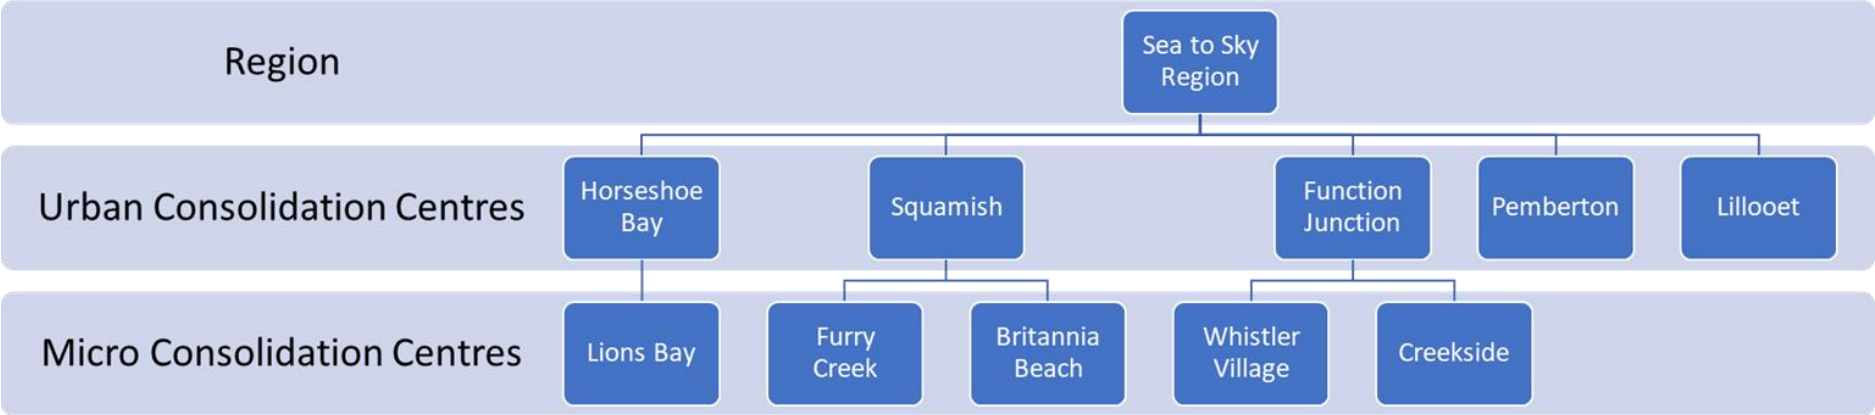 Region
Sea to Sky
Region
Urban Consolidation Centres
Horseshoe
Bay
Squamish
Function
Junction
Pemberton
Lillooet
Micro Consolidation Centres
Lions Bay
Furry
Creek
Britannia
Beach
Whistler
Village
Creekside